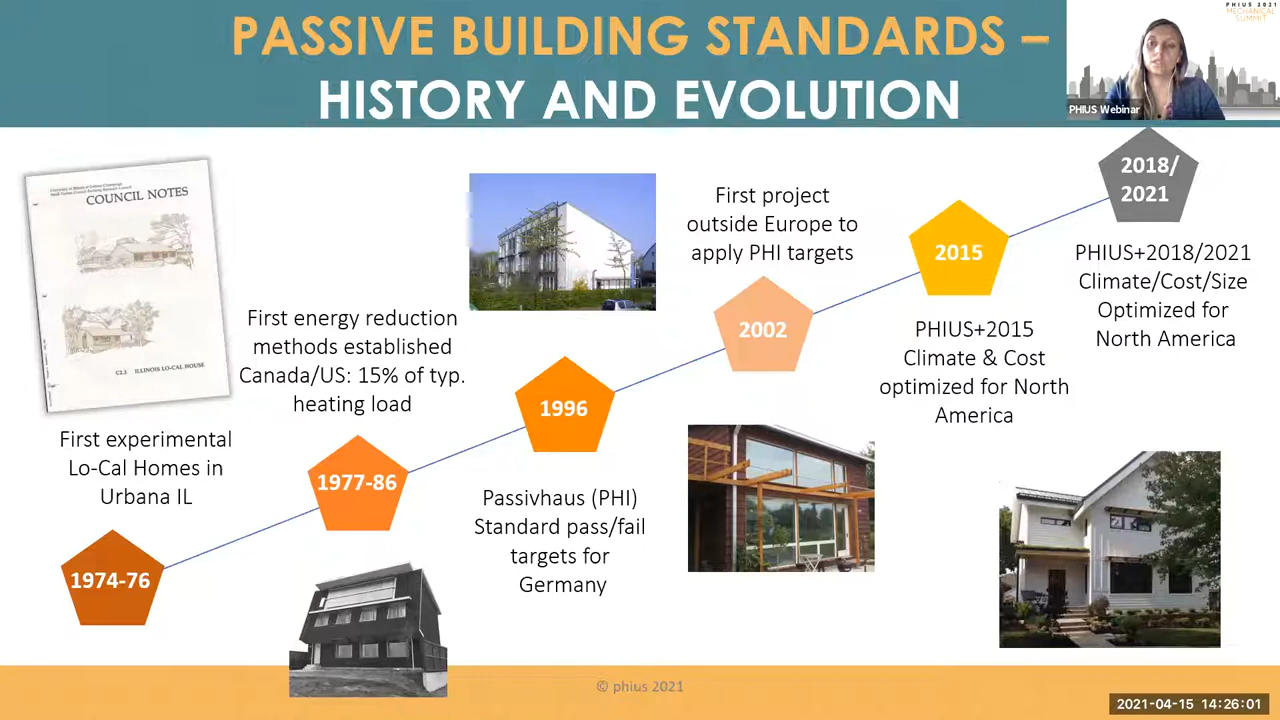 PASSIVE BUILDING STANDARDS –
HISTORY AND EVOLUTION
PHIUS 2021
MECHANICAL
SUMMIT
PHIUS Webinar
COUNCIL NOTES
C2.3 ILLINOIS LO-CAL HOUSE
First experimental
Lo-Cal Homes in
Urbana IL
1974-76
First energy reduction
methods established
Canada/US: 15% of typ.
heating load
1977-86
1996
Passivhaus (PHI)
Standard pass/fail
targets for
Germany
First project
outside Europe to
apply PHI targets
2002
2015
PHIUS+2015
Climate & Cost
optimized for North
America
2018/
2021
PHIUS+2018/2021
Climate/Cost/Size
Optimized for
North America
© phius 2021
2021-04-15 14:26:01